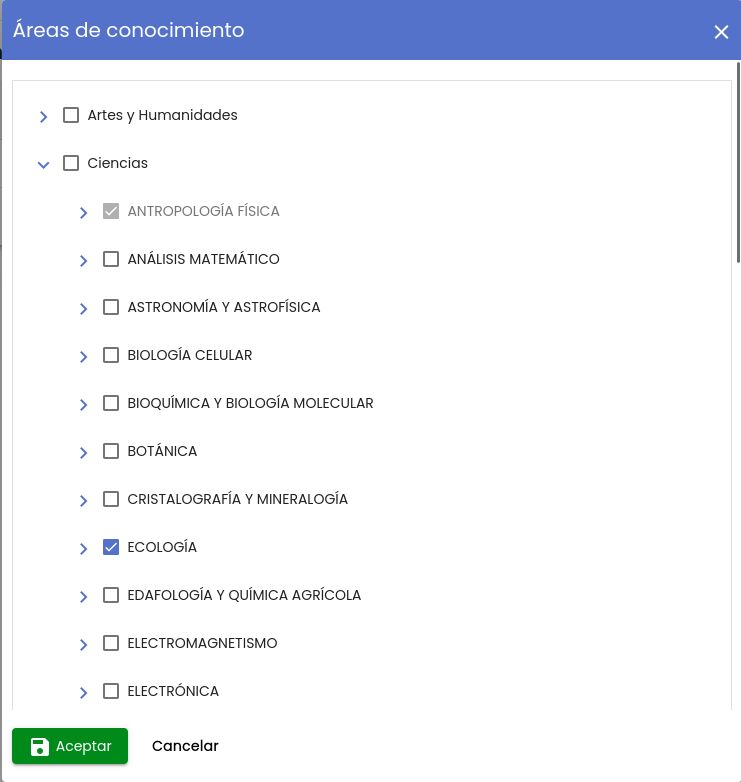 Áreas de conocimiento
Artes y Humanidades
Ciencias
ANTROPOLOGÍA FÍSICA
ANÁLISIS MATEMÁTICO
ASTRONOMÍA Y ASTROFÍSICA
BIOLOGÍA CELULAR
BIOQUÍMICA Y BIOLOGÍA MOLECULAR
BOTÁNICA
CRISTALOGRAFÍA Y MINERALOGÍA
ECOLOGÍA
EDAFOLOGÍA Y QUÍMICA AGRÍCOLA
ELECTROMAGNETISMO
ELECTRÓNICA
Aceptar Cancelar